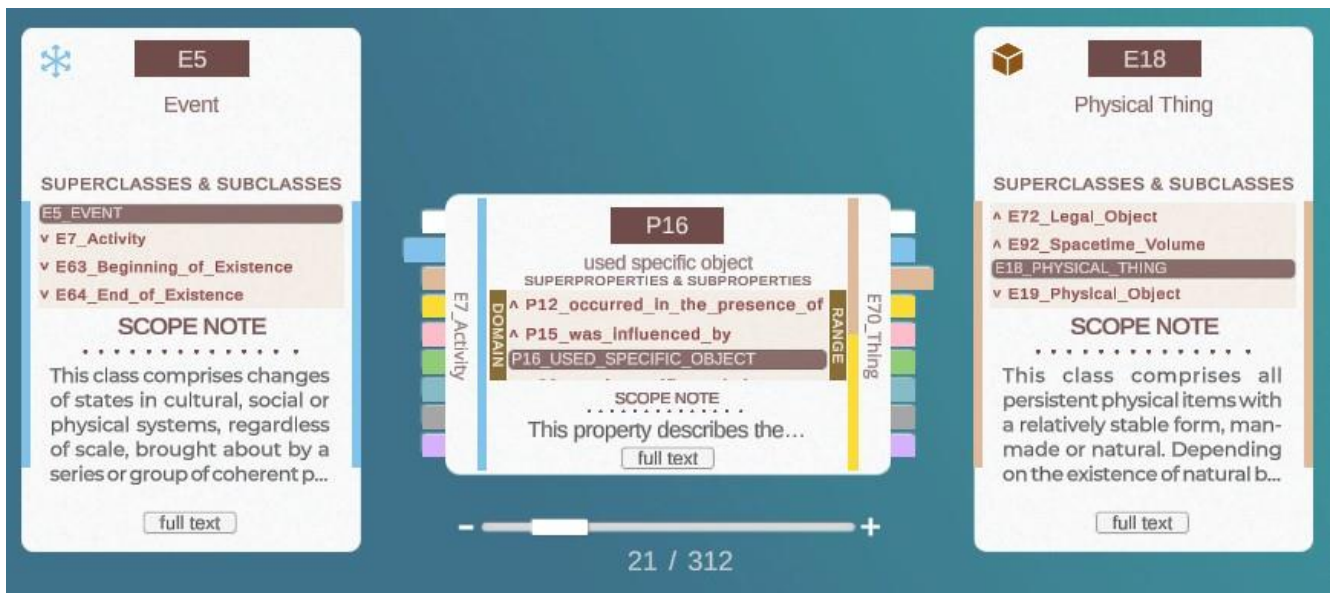 E5
Event
SUPERCLASSES & SUBCLASSES
E5_EVENT
v E7_Activity
v E63_Beginning_of_Existence
v E64_End_of_Existence
SCOPE NOTE
This class comprises changes
of states in cultural, social or
physical systems, regardless
of scale, brought about by a
series or group of coherent p...
full text
P16
used specific object
SUPERPROPERTIES & SUBPROPERTIES
E7_Activity
DOMAIN
^ P12_occurred_in_the_presence_of
^ P15_was_influenced_by
P16_USED_SPECIFIC_OBJECT
RANGE
E70_Thing
SCOPE NOTE
This property describes the...
full text
- +
21 / 312
E18
Physical Thing
SUPERCLASSES & SUBCLASSES
^ E72_Legal_Object
^ E92_Spacetime_Volume
E18_PHYSICAL_THING
v E19_Physical_Object
SCOPE NOTE
This class comprises all
persistent physical items with
a relatively stable form, man-
made or natural. Depending
on the existence of natural b...
full text